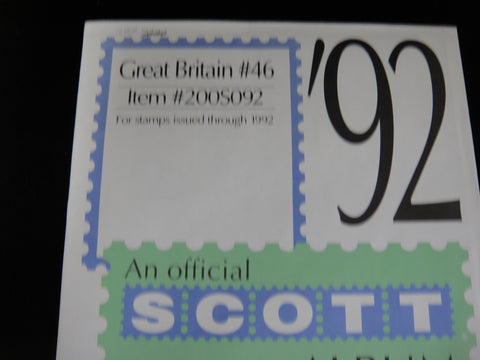 Great Britain #46
Item #200S092
For stamps issued through 1992
'92
An official
SCOTT